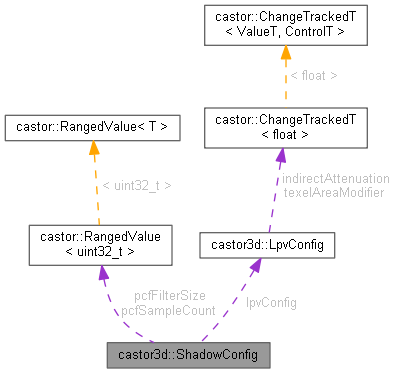 castor::ChangeTrackedT
< ValueT, ControlT >
< float >
castor::RangedValue< T >
castor::ChangeTrackedT
< float >
< uint32_t >
indirectAttenuation
texelAreaModifier
castor::RangedValue
< uint32_t >
castor3d::LpvConfig
pcfFilterSize
pcfSampleCount
lpvConfig
castor3d::ShadowConfig